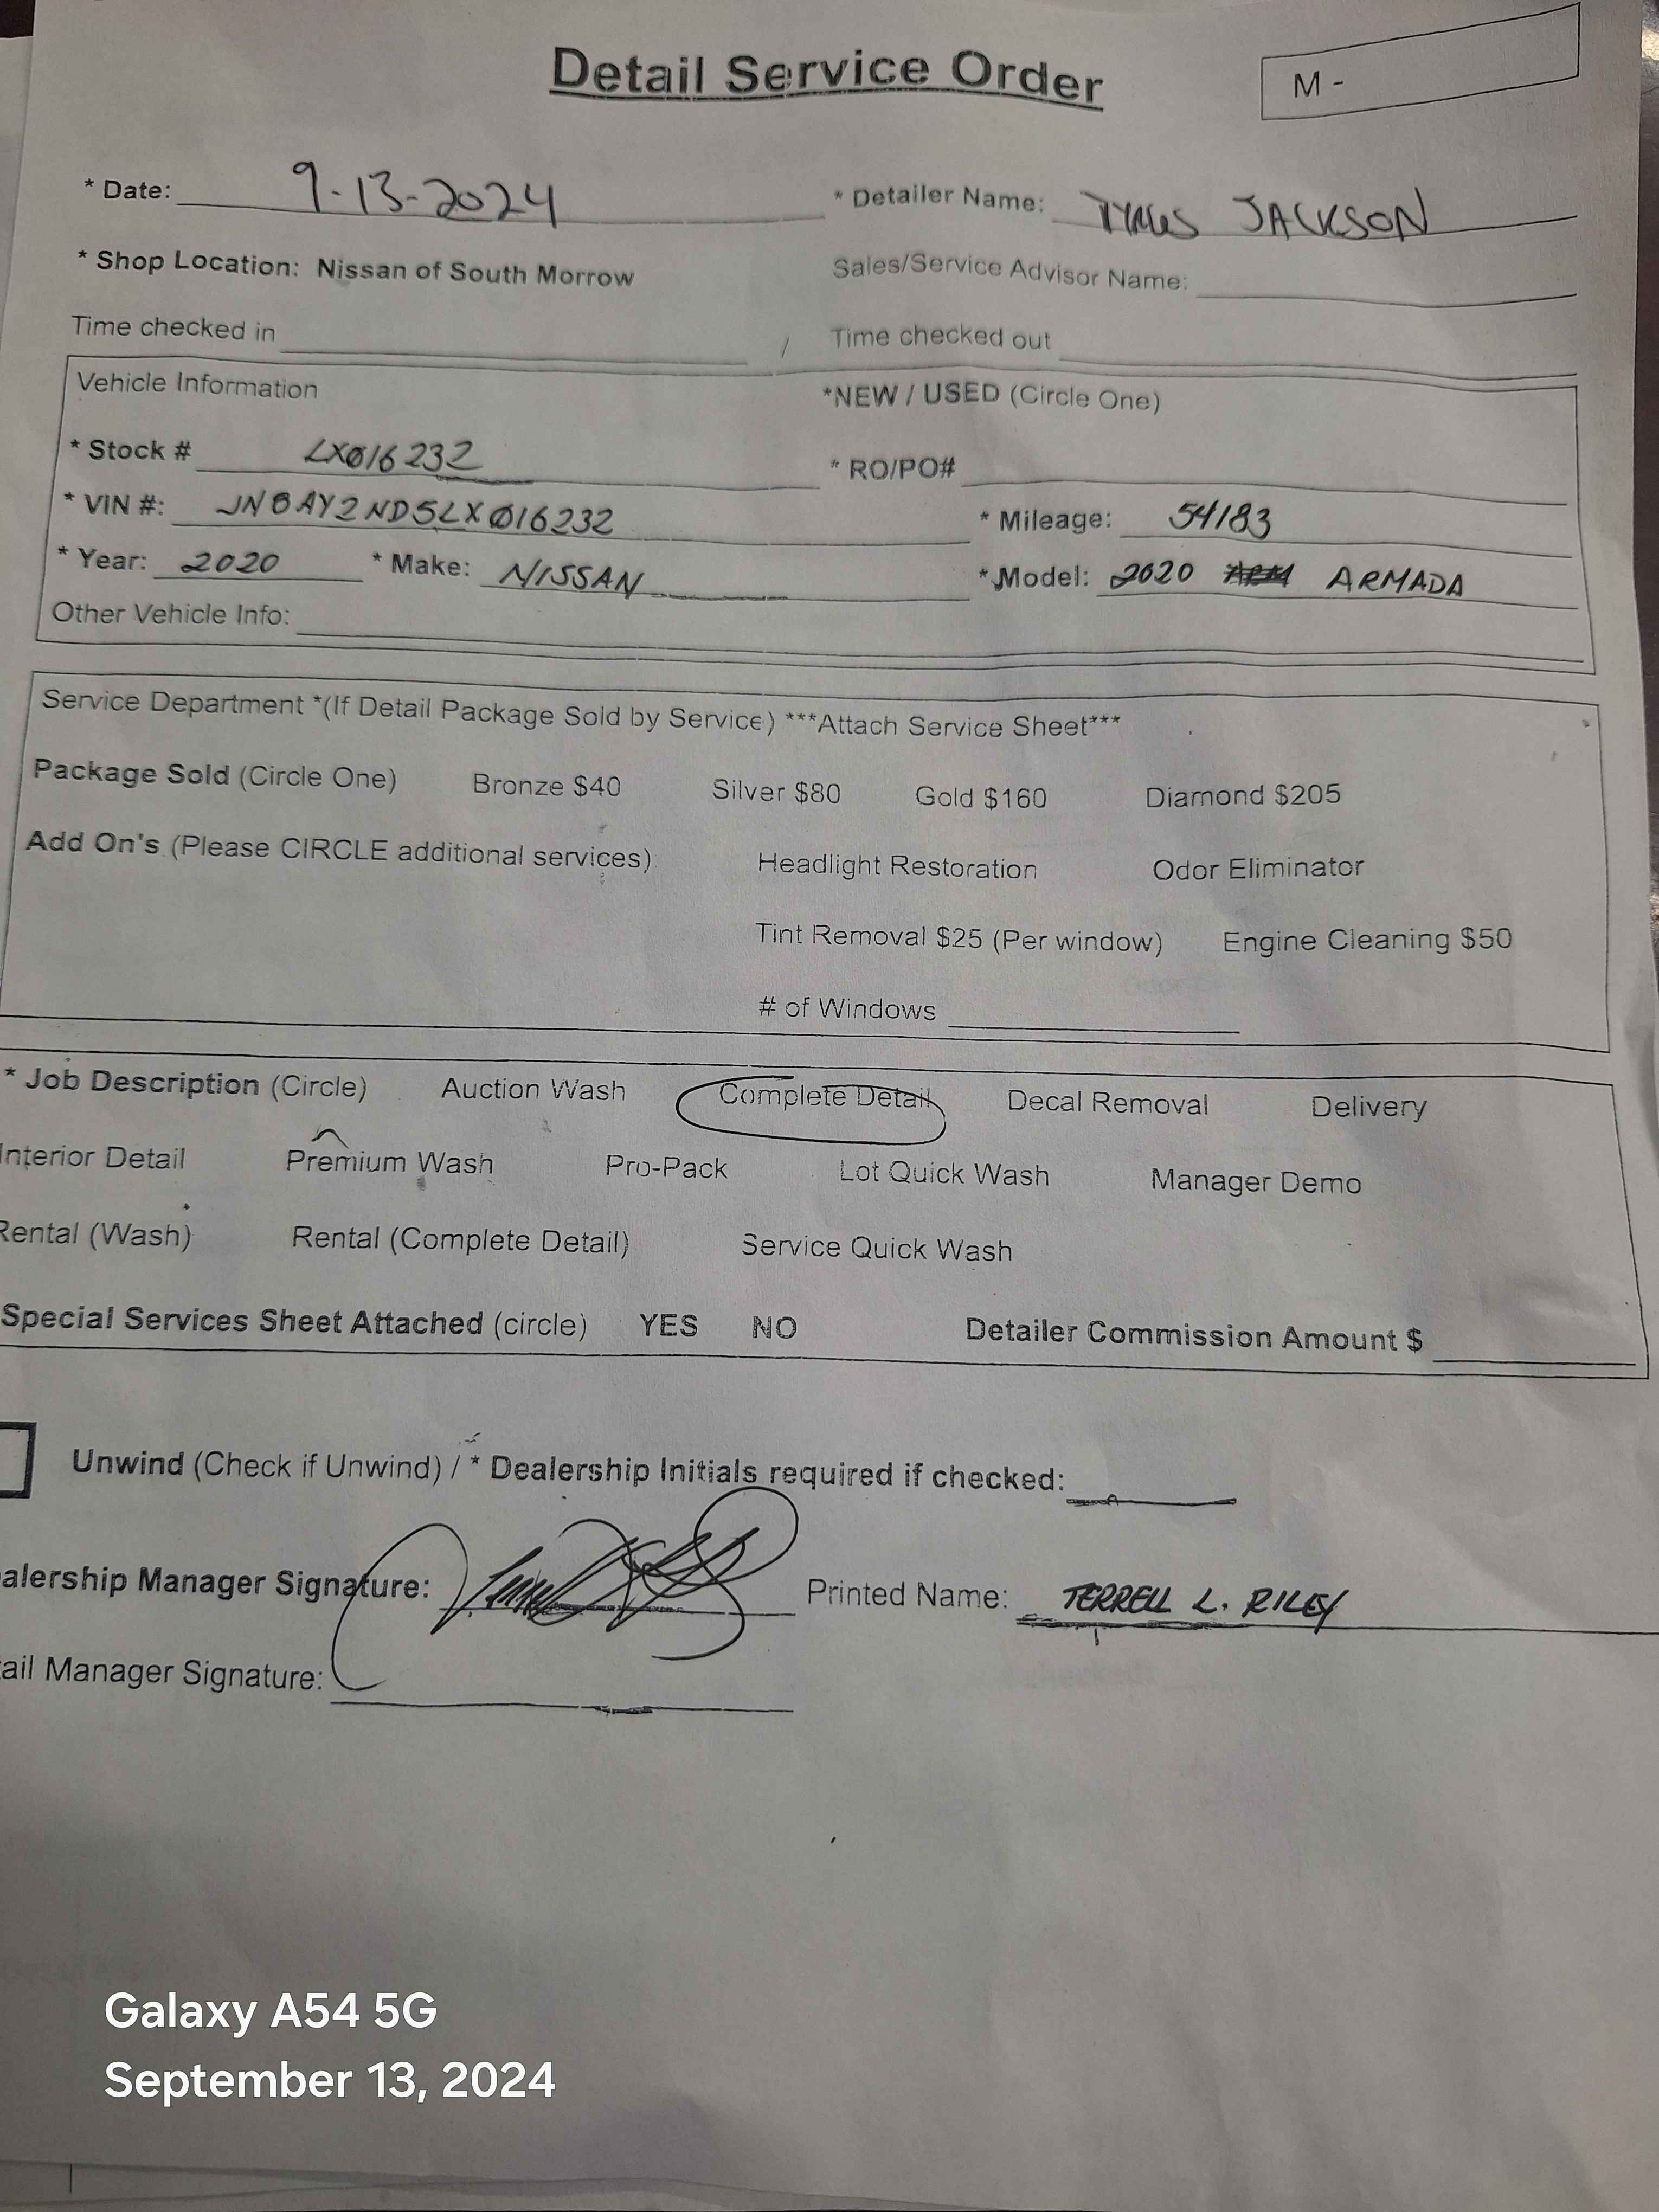 Detail Service Order
M -
* Date: 9-13-2024 * Detailer Name: JACKSON
* Shop Location: Nissan of South Morrow Sales/Service Advisor Name:
Time checked in / Time checked out
Vehicle Information *NEW / USED (Circle One)
* Stock # LX016232 * RO/PO#
* VIN #: JN8AY2ND5LX016232 * Mileage: 54183
* Year: 2020 * Make: NISSAN * Model: 2020 ARMADA
Other Vehicle Info:
Service Department *(If Detail Package Sold by Service) ***Attach Service Sheet***
Package Sold (Circle One) Bronze $40 Silver $80 Gold $160 Diamond $205
Add On's (Please CIRCLE additional services) Headlight Restoration Odor Eliminator
Tint Removal $25 (Per window) Engine Cleaning $50
# of Windows
* Job Description (Circle) Auction Wash Complete Detail Decal Removal Delivery
Interior Detail Premium Wash Pro-Pack Lot Quick Wash Manager Demo
Rental (Wash) Rental (Complete Detail) Service Quick Wash
Special Services Sheet Attached (circle) YES NO Detailer Commission Amount $
Unwind (Check if Unwind) / * Dealership Initials required if checked:
alership Manager Signature: Printed Name: TERRELL L. RILEY
ail Manager Signature:
Galaxy A54 5G
September 13, 2024